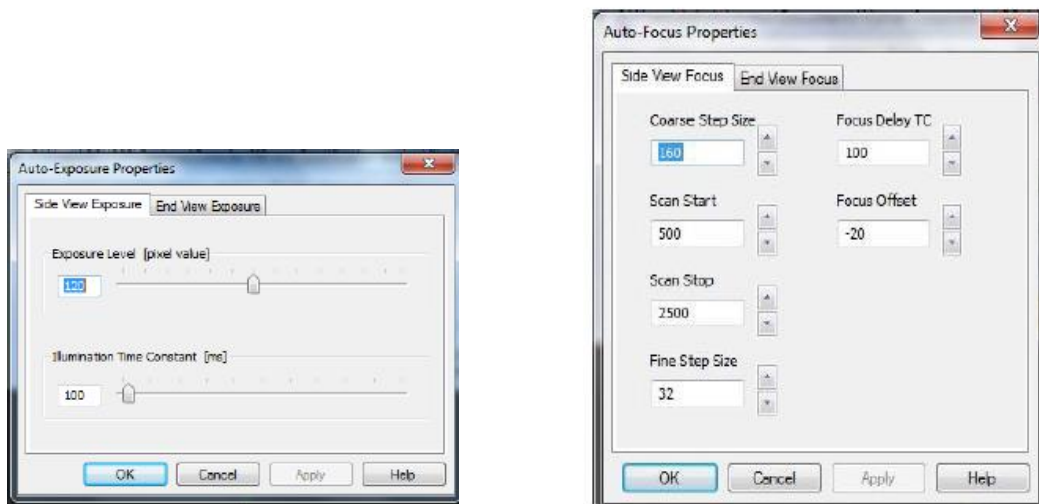 Auto-Exposure Properties
Side View Exposure End View Exposure
Exposure Level [pixel value]
120
Illumination Time Constant [ms]
100
OK Cancel Apply Help
Auto-Focus Properties
Side View Focus End View Focus
Coarse Step Size Focus Delay TC
160 100
Scan Start Focus Offset
500 -20
Scan Stop
2500
Fine Step Size
32
OK Cancel Apply Help